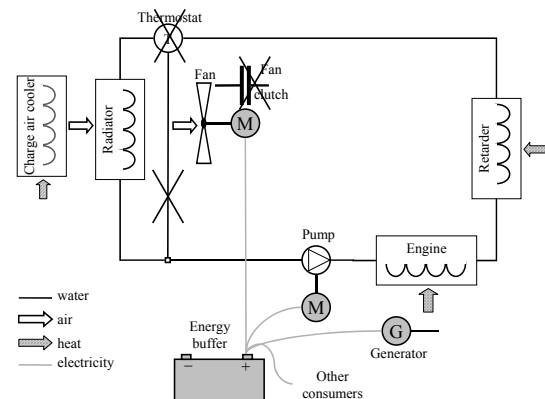 Thermostat
T
Fan
Fan
clutch
Charge air cooler
Radiator
M
Retarder
Pump
Engine
M
water
air
heat
electricity
Energy
buffer
G
Generator
−
+
Other
consumers